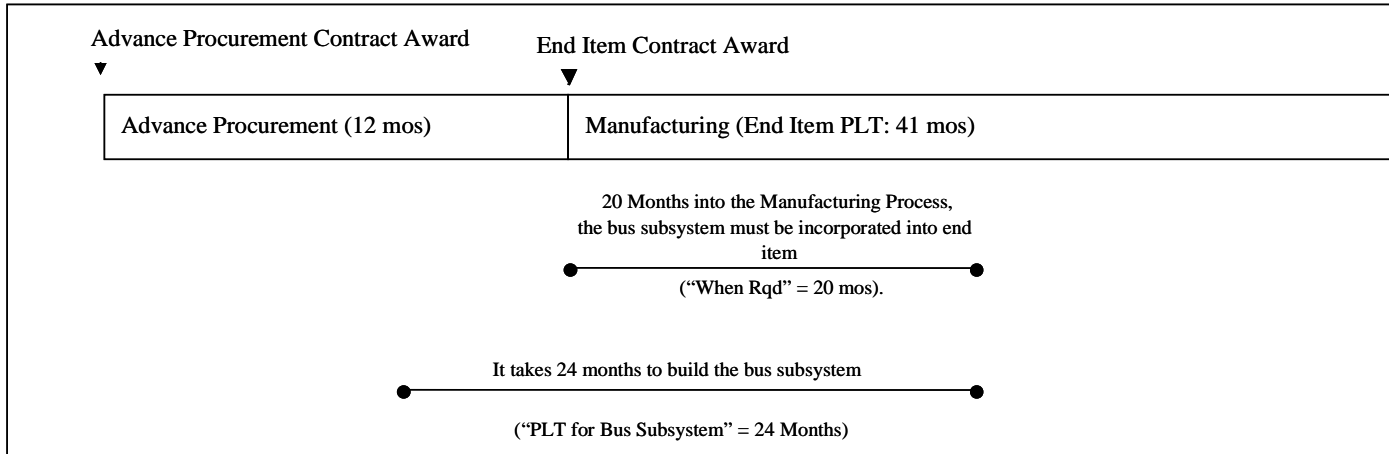 Advance Procurement Contract Award
End Item Contract Award
Advance Procurement (12 mos)
Manufacturing (End Item PLT: 41 mos)
20 Months into the Manufacturing Process,
the bus subsystem must be incorporated into end
item
(“When Rqd” = 20 mos).
It takes 24 months to build the bus subsystem
(“PLT for Bus Subsystem” = 24 Months)